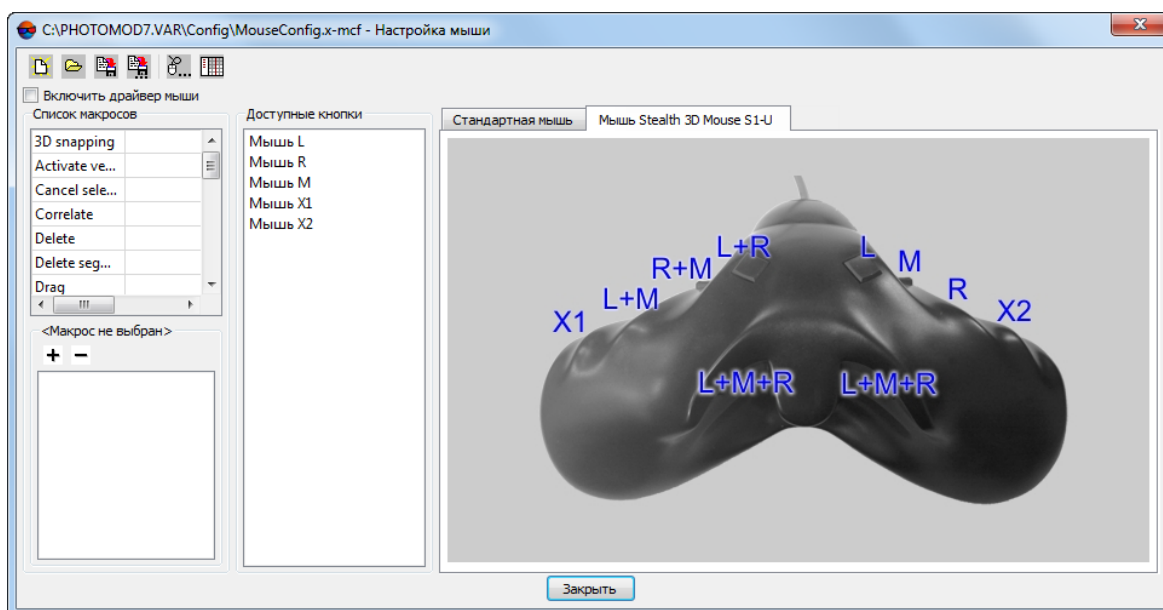 C:\PHOTOMOD7.VAR\Config\MouseConfig.x-mcf - Настройка мыши
Включить драйвер мыши
Список макросов
3D snapping
Activate ve...
Cancel sele...
Correlate
Delete
Delete seg...
Drag
<Макрос не выбран>
Доступные кнопки
Мышь L
Мышь R
Мышь M
Мышь X1
Мышь X2
Стандартная мышь
Мышь Stealth 3D Mouse S1-U
L+R
L
R+M
M
L+M
R
X1
X2
L+M+R
L+M+R
Закрыть